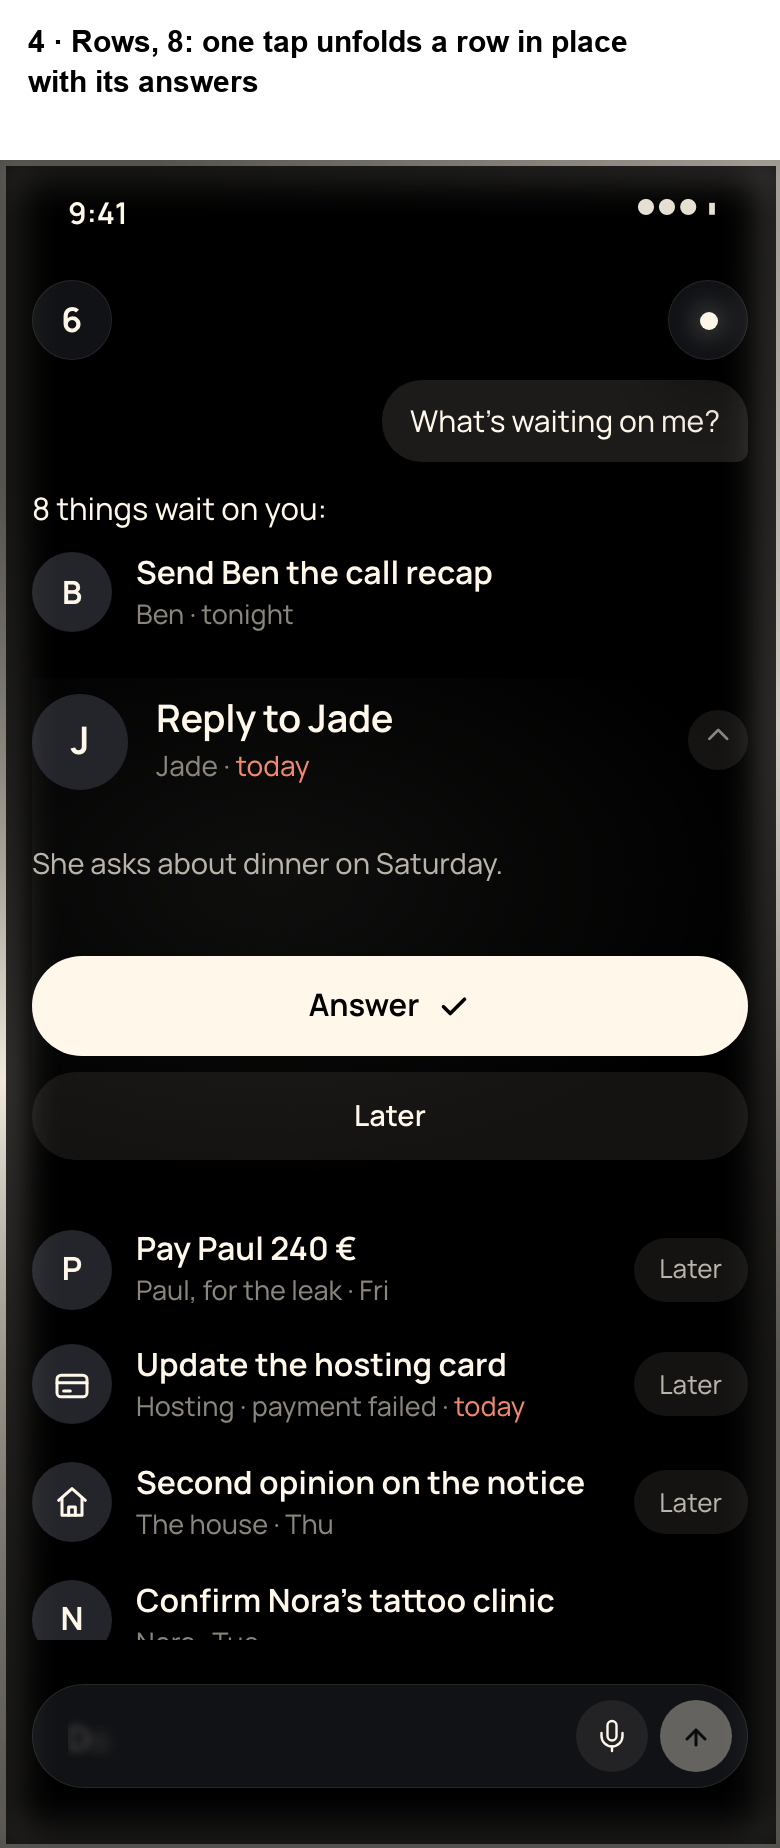 4 · Rows, 8: one tap unfolds a row in place
with its answers
9:41
6
What's waiting on me?
8 things wait on you:
B
Send Ben the call recap
Ben · tonight
J
Reply to Jade
Jade · today
She asks about dinner on Saturday.
Answer
Later
P
Pay Paul 240 €
Paul, for the leak · Fri
Later
Update the hosting card
Hosting · payment failed · today
Later
Second opinion on the notice
The house · Thu
Later
N
Confirm Nora's tattoo clinic